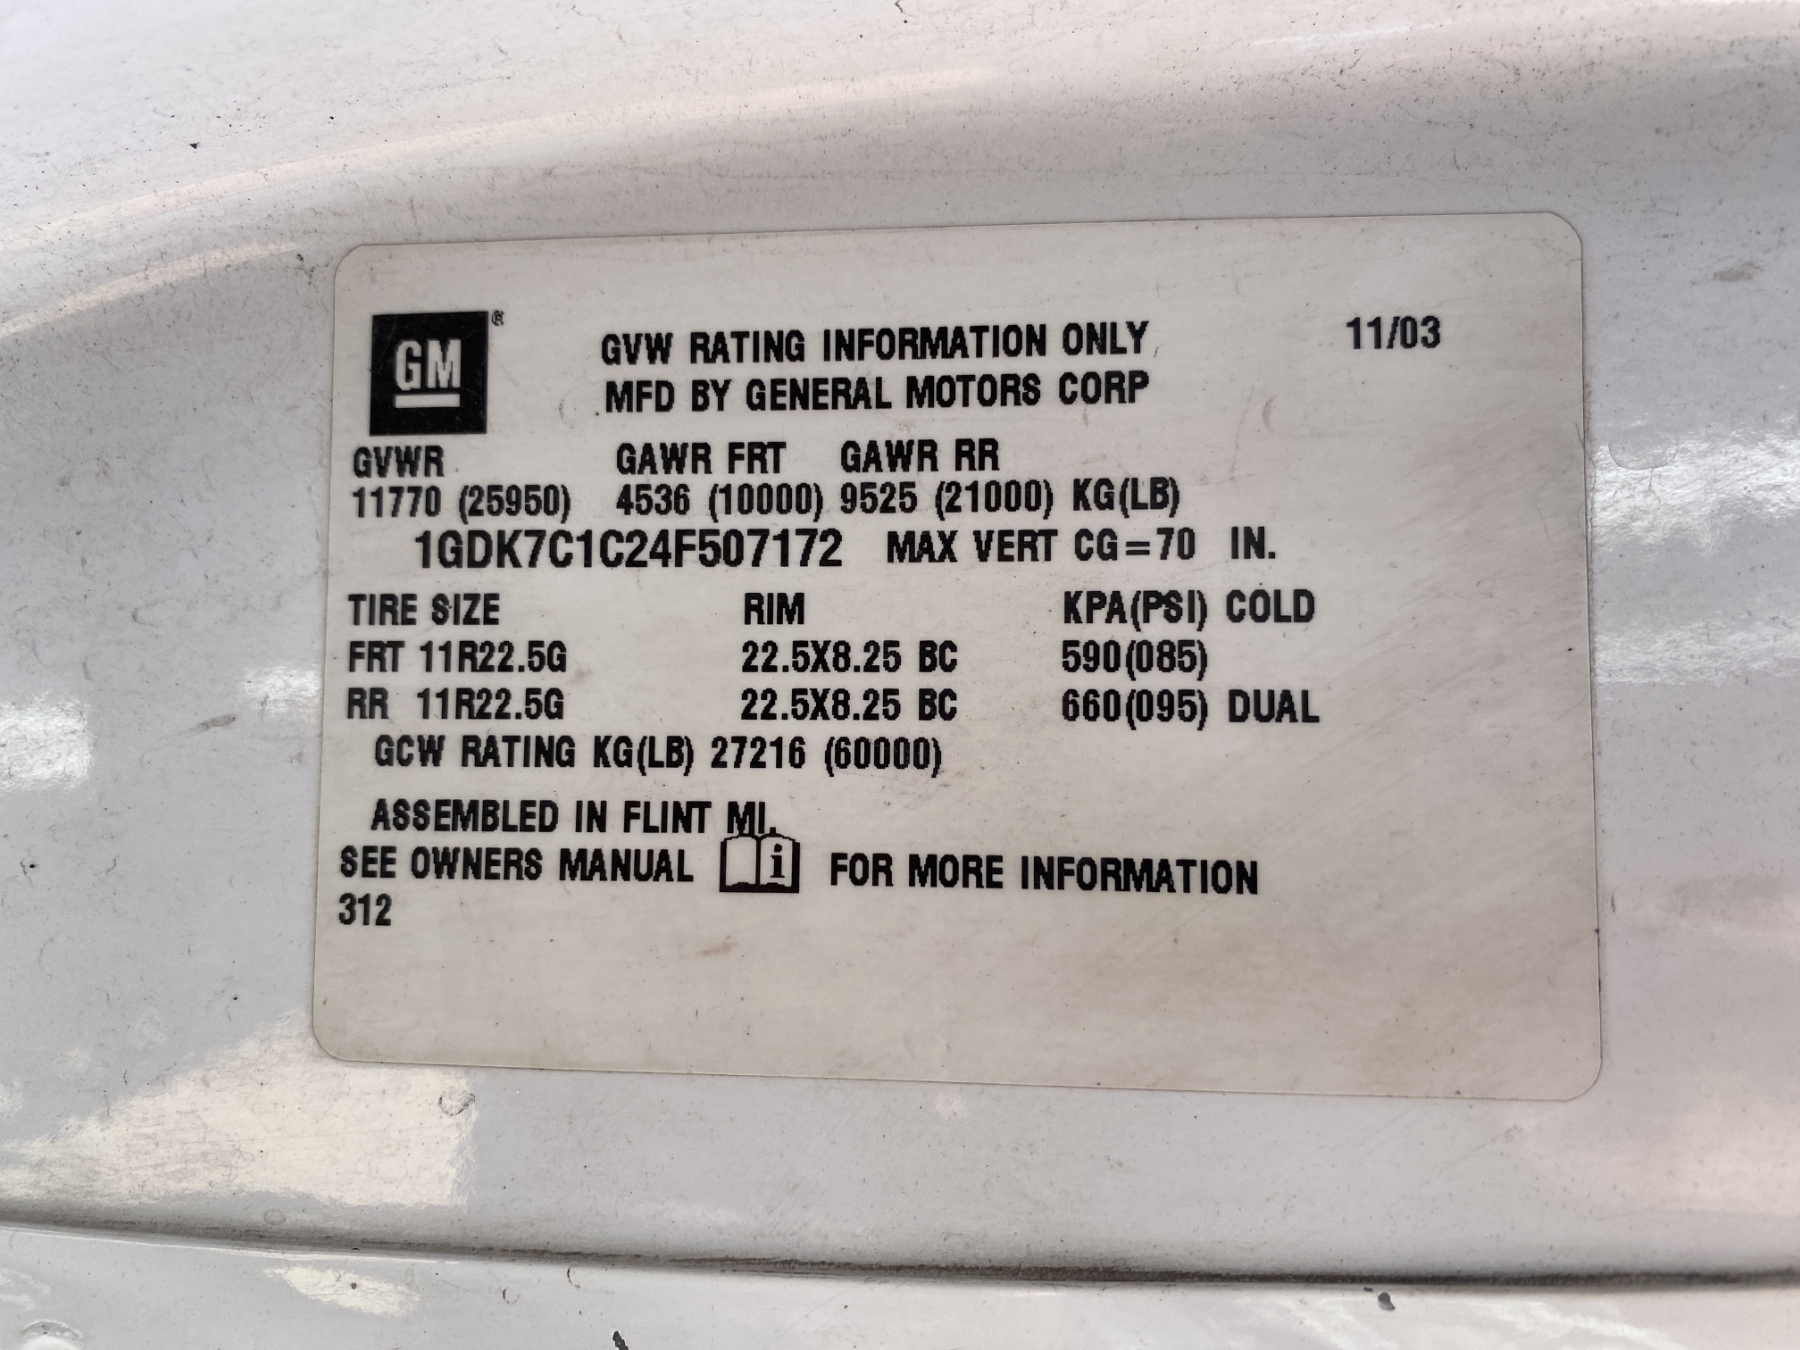 GM®
GVW RATING INFORMATION ONLY 11/03
MFD BY GENERAL MOTORS CORP
GVWR GAWR FRT GAWR RR
11770 (25950) 4536 (10000) 9525 (21000) KG(LB)
1GDK7C1C24F507172 MAX VERT CG=70 IN.
TIRE SIZE RIM KPA(PSI) COLD
FRT 11R22.5G 22.5X8.25 BC 590(085)
RR 11R22.5G 22.5X8.25 BC 660(095) DUAL
GCW RATING KG(LB) 27216 (60000)
ASSEMBLED IN FLINT MI.
SEE OWNERS MANUAL i FOR MORE INFORMATION
312